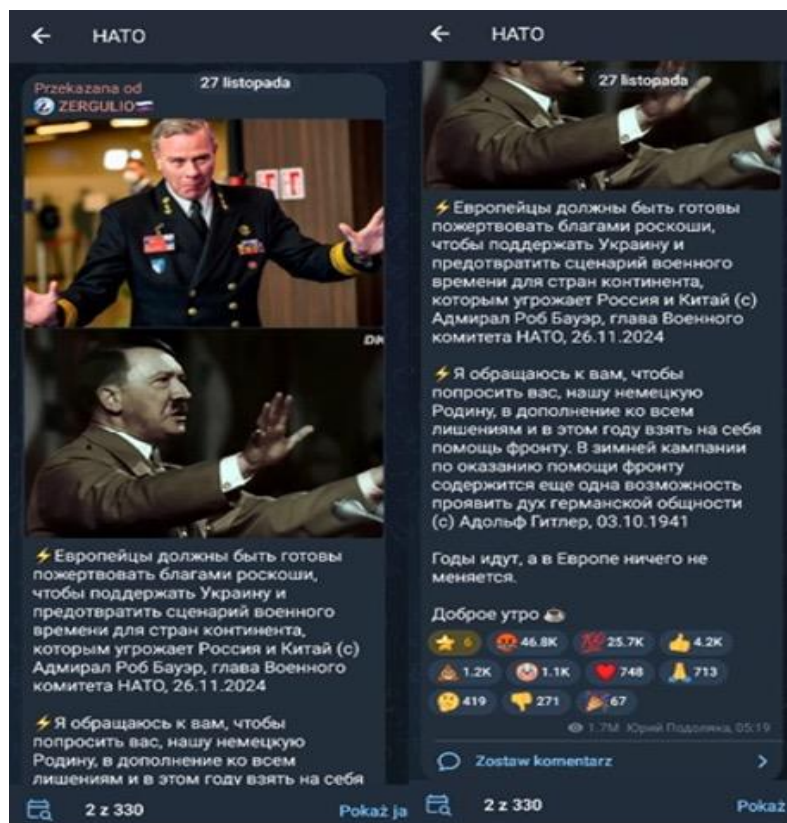 НАТО
27 listopada
Przekazana od
ZERGULIO
⚡Европейцы должны быть готовы
пожертвовать благами роскоши,
чтобы поддержать Украину и
предотвратить сценарий военного
времени для стран континента,
которым угрожает Россия и Китай (с)
Адмирал Роб Бауэр, глава Военного
комитета НАТО, 26.11.2024
⚡Я обращаюсь к вам, чтобы
попросить вас, нашу немецкую
Родину, в дополнение ко всем
лишениям и в этом году взять на себя
2 z 330
Pokaż ja
НАТО
27 listopada
⚡Европейцы должны быть готовы
пожертвовать благами роскоши,
чтобы поддержать Украину и
предотвратить сценарий военного
времени для стран континента,
которым угрожает Россия и Китай (с)
Адмирал Роб Бауэр, глава Военного
комитета НАТО, 26.11.2024
⚡Я обращаюсь к вам, чтобы
попросить вас, нашу немецкую
Родину, в дополнение ко всем
лишениям и в этом году взять на себя
помощь фронту. В зимней кампании
по оказанию помощи фронту
содержится еще одна возможность
проявить дух германской общности
(с) Адольф Гитлер, 03.10.1941
Годы идут, а в Европе ничего не
меняется.
Доброе утро ☕
6 46.8K 25.7K 4.2K
1.2K 1.1K 748 713
419 271 67
1.7M Юрий Подоляка, 05:19
Zostaw komentarz
2 z 330
Pokaż